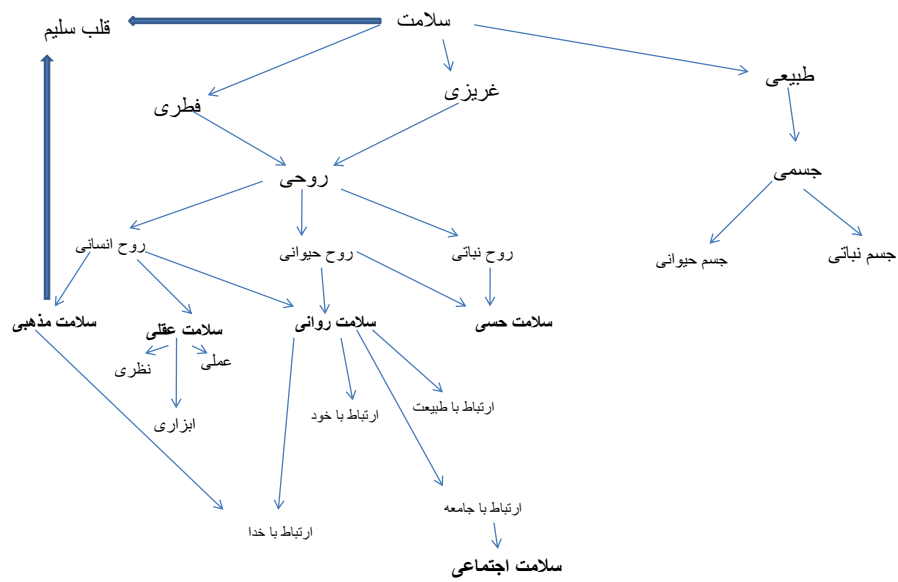 سلامت
قلب سلیم
طبیعی
غریزی
فطری
جسمی
روحی
جسم نباتی
جسم حیوانی
روح نباتی
روح حیوانی
روح انسانی
سلامت حسی
سلامت روانی
سلامت عقلی
سلامت مذهبی
عملی
نظری
ابزاری
ارتباط با طبیعت
ارتباط با خود
ارتباط با جامعه
ارتباط با خدا
سلامت اجتماعی